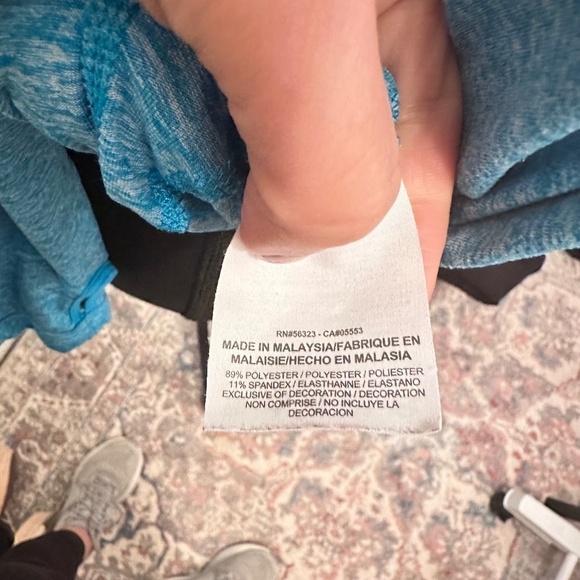 RN#56323 - CA#05553
MADE IN MALAYSIA/FABRIQUE EN
MALAISIE/HECHO EN MALASIA
89% POLYESTER / POLYESTER / POLIESTER
11% SPANDEX / ELASTHANNE / ELASTANO
EXCLUSIVE OF DECORATION / DECORATION
NON COMPRISE / NO INCLUYE LA
DECORACION